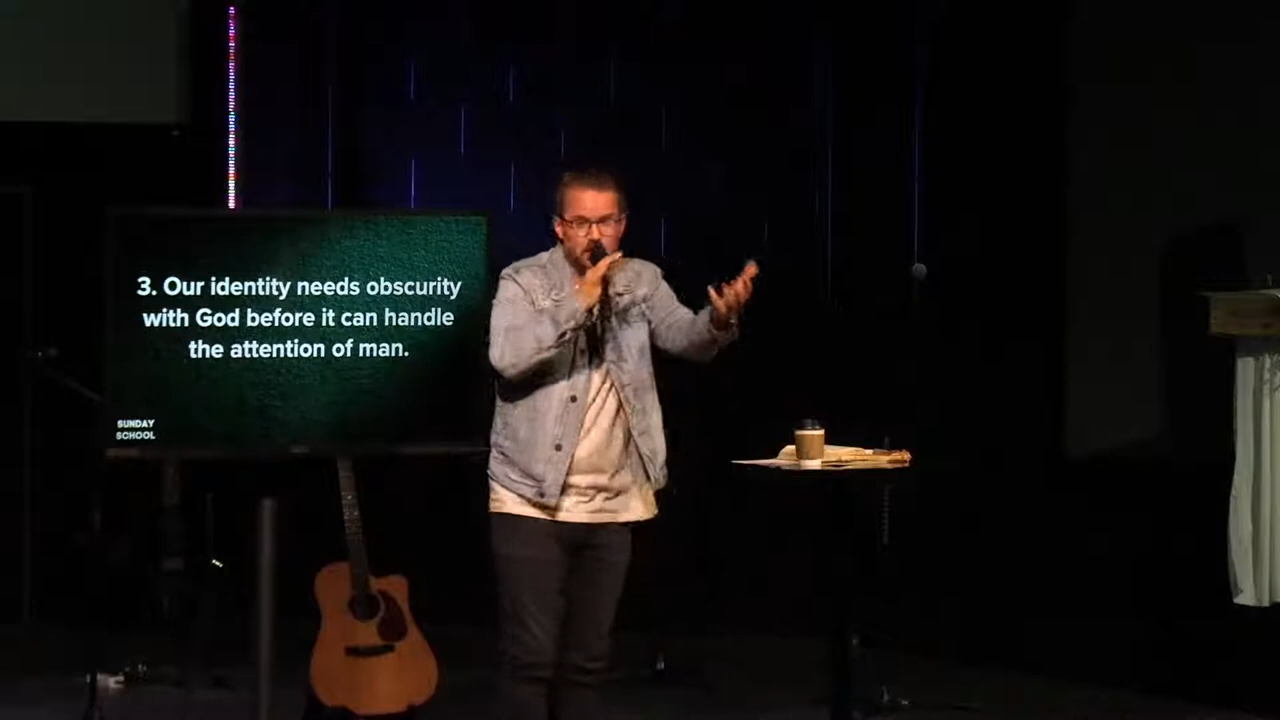 3. Our identity needs obscurity
with God before it can handle
the attention of man.
SUNDAY
SCHOOL